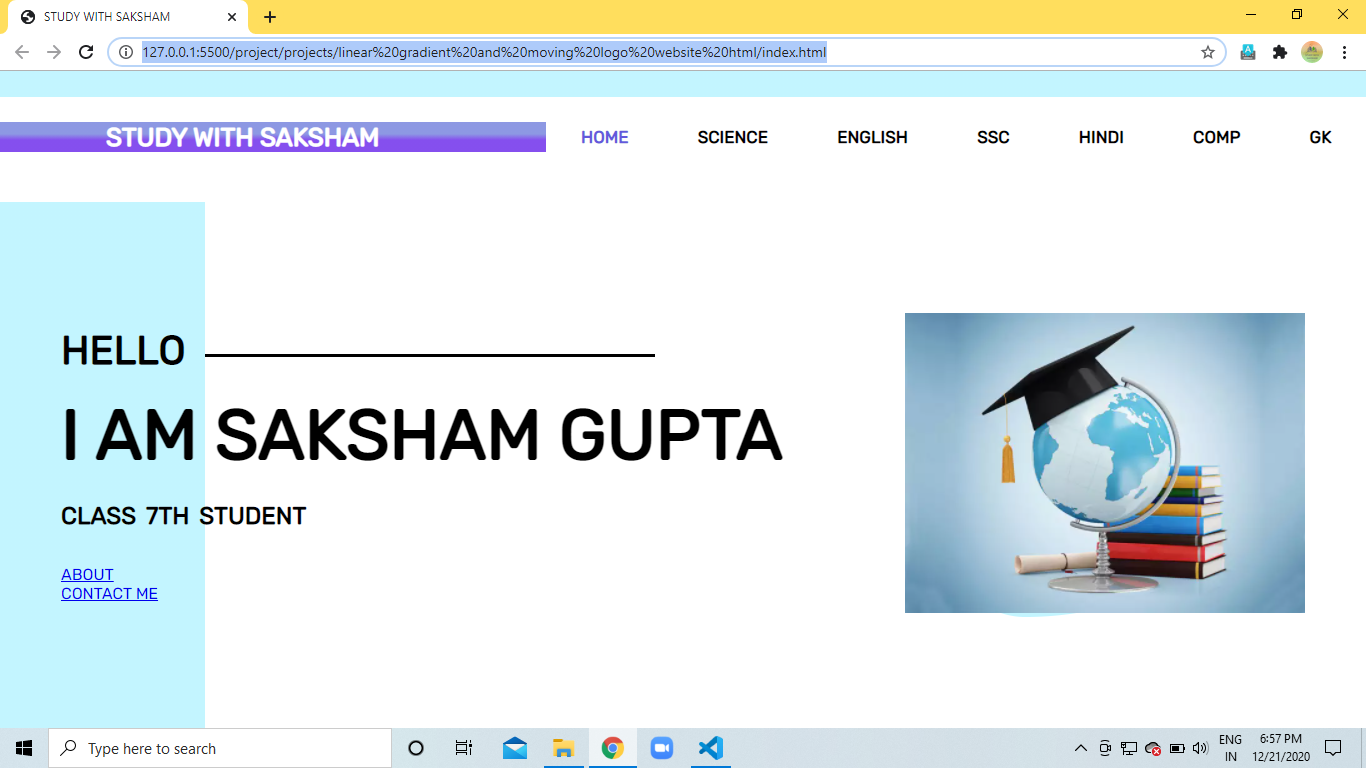 STUDY WITH SAKSHAM
127.0.0.1:5500/project/projects/linear%20gradient%20and%20moving%20logo%20website%20html/index.html
STUDY WITH SAKSHAM HOME SCIENCE ENGLISH SSC HINDI COMP GK
HELLO
I AM SAKSHAM GUPTA
CLASS 7TH STUDENT
ABOUT
CONTACT ME
Type here to search
ENG
IN
6:57 PM
12/21/2020